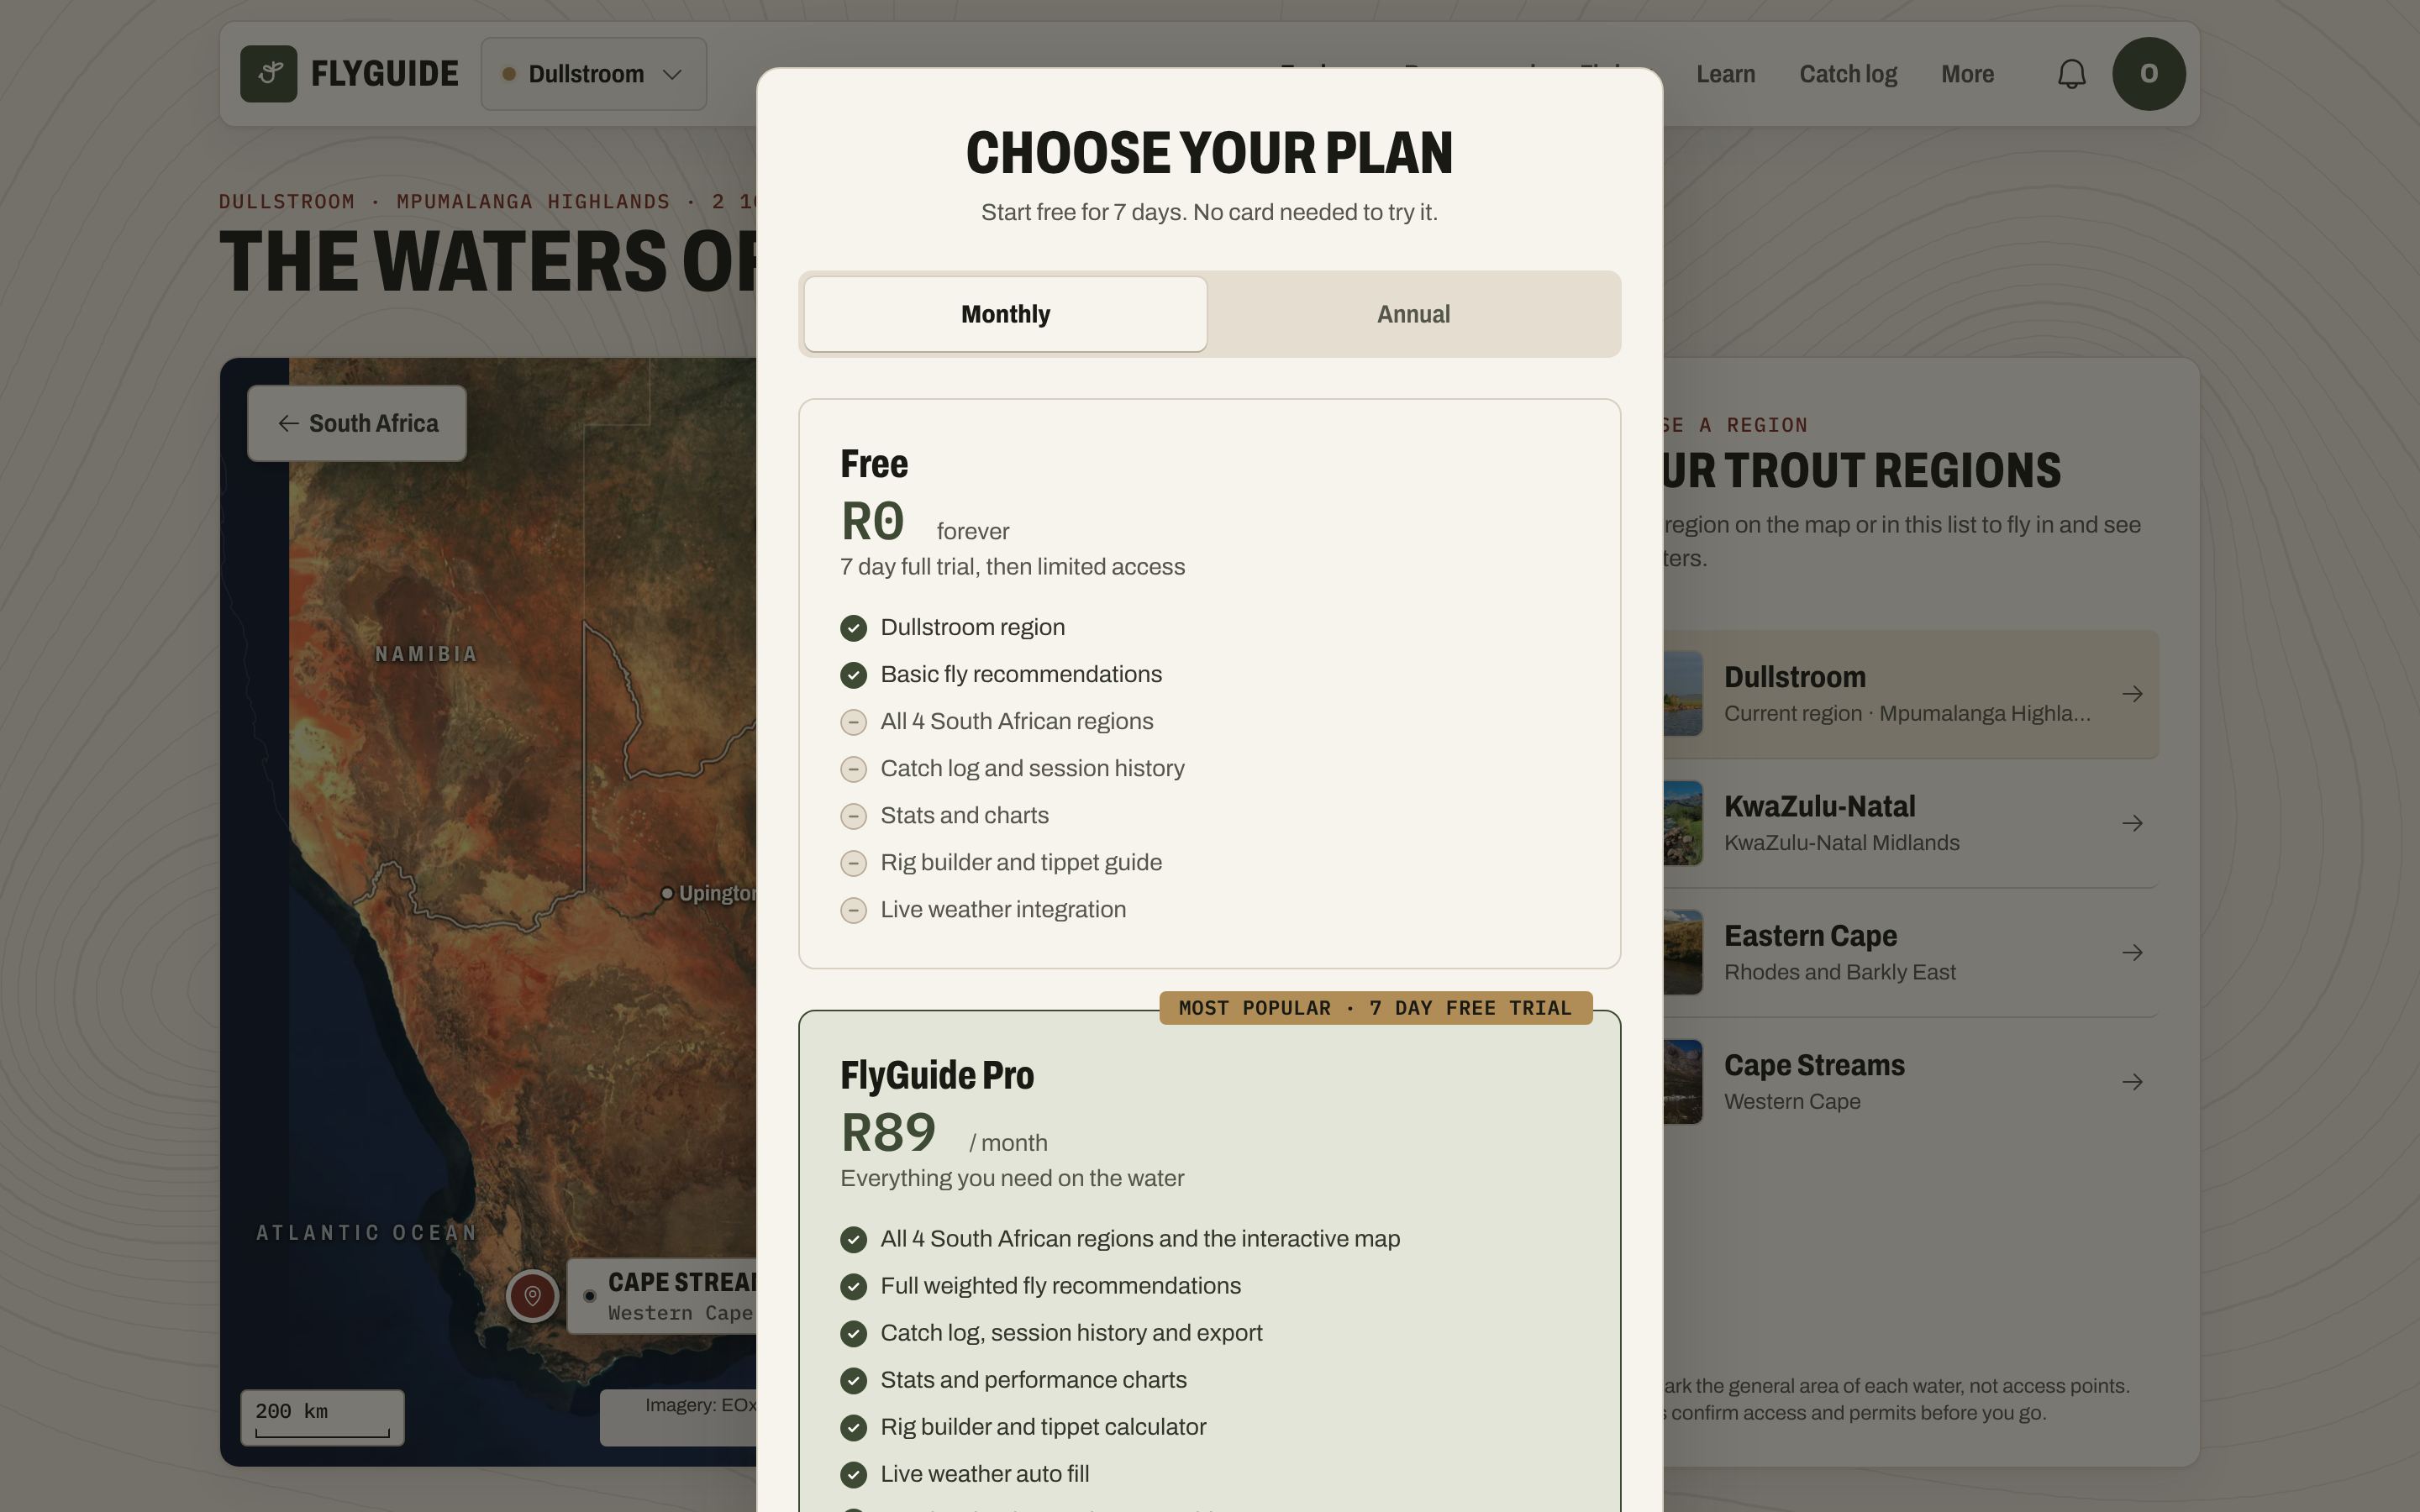 FLYGUIDE
Dullstroom
Learn
Catch log
More
O
DULLSTROOM · MPUMALANGA HIGHLANDS · 2
THE WATERS
South Africa
NAMIBIA
ATLANTIC OCEAN
Western Cape
200 km
Imagery:
CHOOSE YOUR PLAN
Start free for 7 days. No card needed to try it.
Monthly
Annual
Free
R0 forever
7 day full trial, then limited access
Dullstroom region
Basic fly recommendations
All 4 South African regions
Catch log and session history
Stats and charts
Rig builder and tippet guide
Live weather integration
MOST POPULAR · 7 DAY FREE TRIAL
FlyGuide Pro
R89 / month
Everything you need on the water
All 4 South African regions and the interactive map
Full weighted fly recommendations
Catch log, session history and export
Stats and performance charts
Rig builder and tippet calculator
Live weather auto fill
A REGION
TROUT REGIONS
region on the map or in this list to fly in and see
Dullstroom
Current region · Mpumalanga Highla...
KwaZulu-Natal
KwaZulu-Natal Midlands
Eastern Cape
Rhodes and Barkly East
Cape Streams
Western Cape
the general area of each water, not access points.
confirm access and permits before you go.